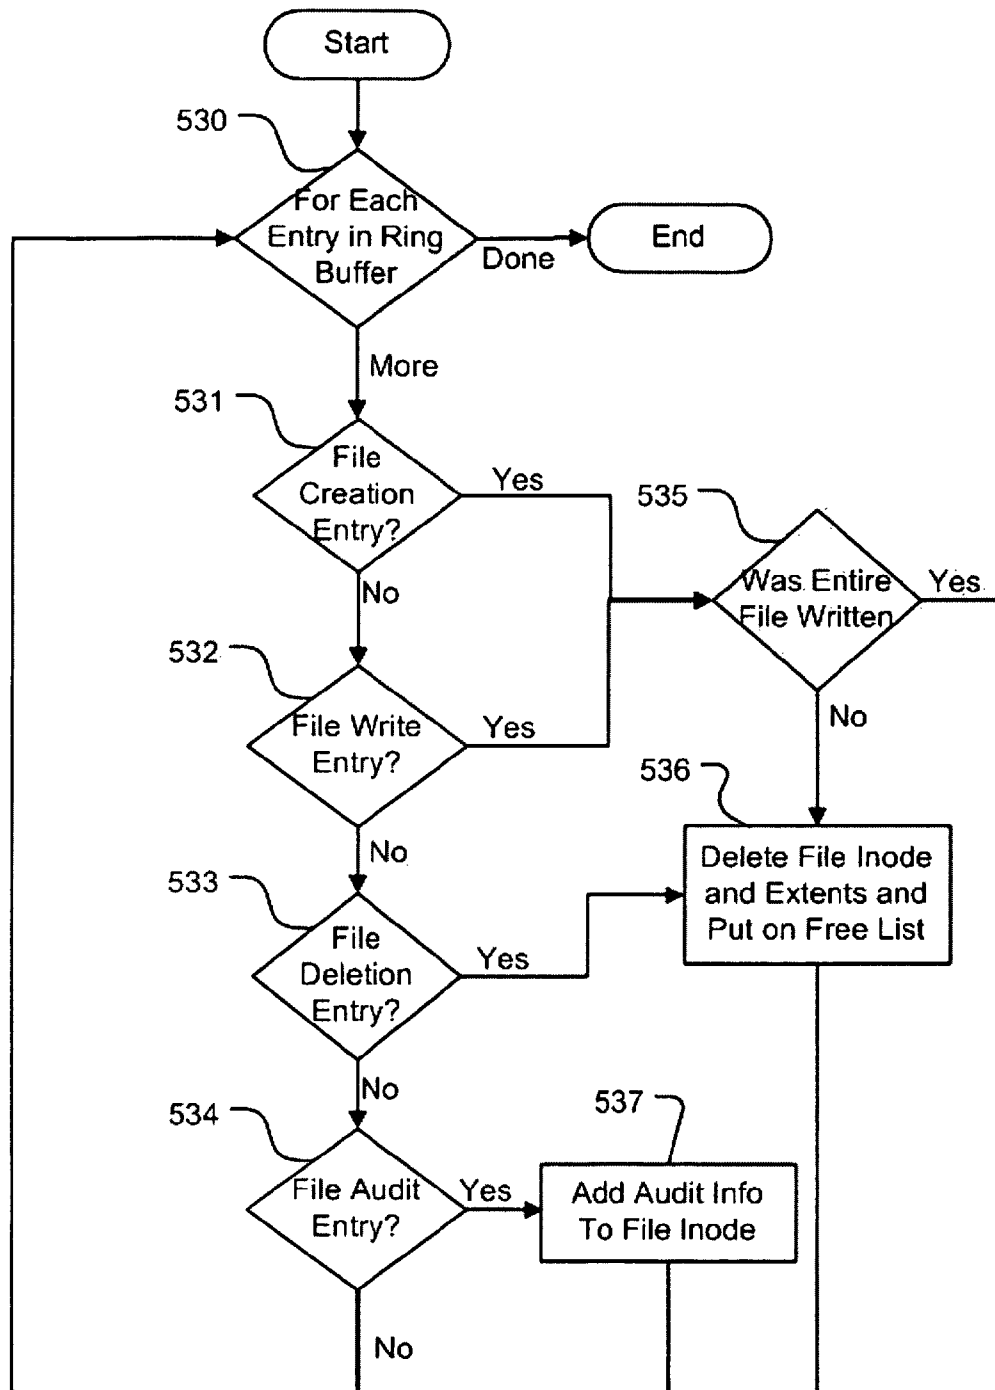 Start
530
For Each
Entry in Ring
Buffer
Done
End
More
531
File
Creation
Entry?
Yes
535
Was Entire
File Written
Yes
No
532
File Write
Entry?
Yes
No
536
Delete File Inode
and Extents and
Put on Free List
No
533
File
Deletion
Entry?
Yes
No
534
File Audit
Entry?
Yes
537
Add Audit Info
To File Inode
No